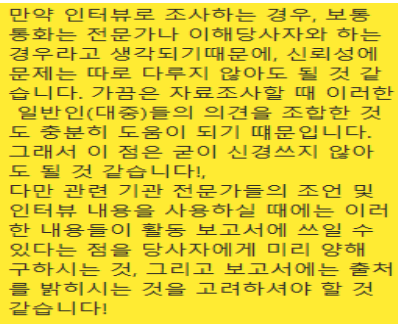 만약 인터뷰로 조사하는 경우, 보통
통화는 전문가나 이해당사자와 하는
경우라고 생각되기때문에, 신뢰성에
문제는 따로 다루지 않아도 될 것 같
습니다. 가끔은 자료조사할 때 이러한
일반인(대중)들의 의견을 조합한 것
도 충분히 도움이 되기 떄문입니다.
그래서 이 점은 굳이 신경쓰지 않아
도 될 것 같습니다!,
다만 관련 기관 전문가들의 조언 및
인터뷰 내용을 사용하실 때에는 이러
한 내용들이 활동 보고서에 쓰일 수
있다는 점을 당사자에게 미리 양해
구하시는 것, 그리고 보고서에는 출처
를 밝히시는 것을 고려하셔야 할 것
같습니다!